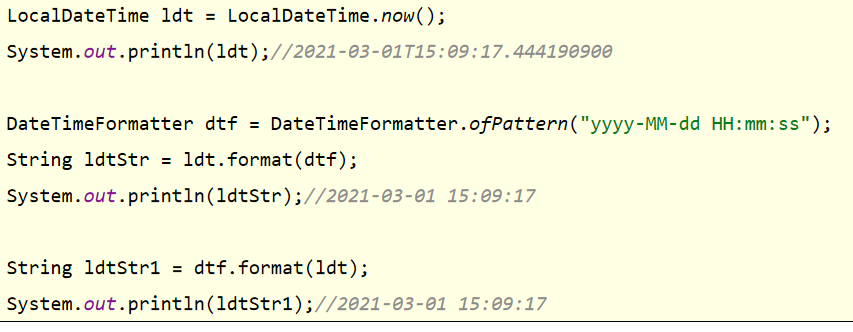 LocalDateTime ldt = LocalDateTime.now();
System.out.println(ldt);//2021-03-01T15:09:17.444190900
DateTimeFormatter dtf = DateTimeFormatter.ofPattern("yyyy-MM-dd HH:mm:ss");
String ldtStr = ldt.format(dtf);
System.out.println(ldtStr);//2021-03-01 15:09:17
String ldtStr1 = dtf.format(ldt);
System.out.println(ldtStr1);//2021-03-01 15:09:17